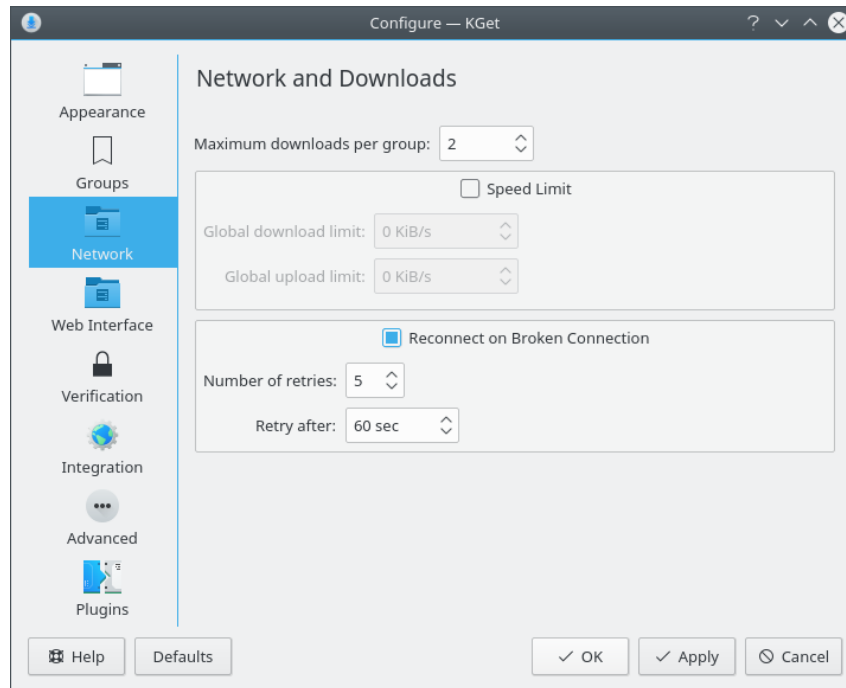 Configure — KGet
Appearance
Groups
Network
Web Interface
Verification
Integration
Advanced
Plugins
Network and Downloads
Maximum downloads per group: 2
Speed Limit
Global download limit: 0 KiB/s
Global upload limit: 0 KiB/s
Reconnect on Broken Connection
Number of retries: 5
Retry after: 60 sec
Help Defaults OK Apply Cancel